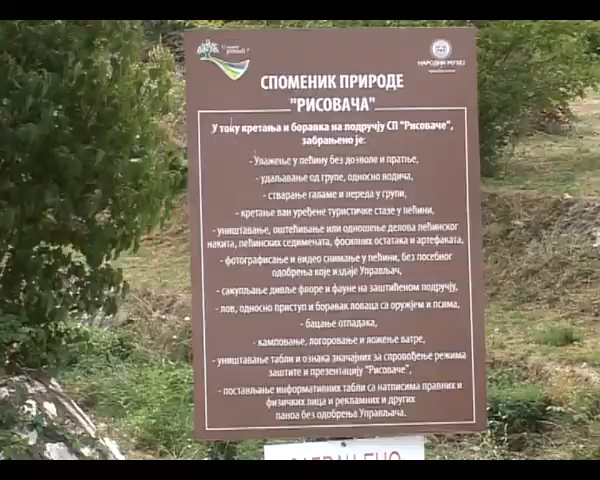 НАРОДНИ МУЗЕЈ
СПОМЕНИК ПРИРОДЕ
"РИСОВАЧА"
У току кретања и боравка на подручју СП "Рисоваче",
забрањено је:
- Улажење у пећину без дозволе и пратње,
- удаљавање од групе, односно водича,
- стварање галаме и нереда у групи,
- кретање ван уређене туристичке стазе у пећини,
- уништавање, оштећивање или одношење делова пећинског
накита, пећинских седимената, фосилних остатака и артефаката,
- фотографисање и видео снимање у пећини, без посебног
одобрења које издаје Управљач,
- сакупљање дивље флоре и фауне на заштићеном подручју,
- лов, односно приступ и боравак ловаца са оружјем и псима,
- бацање отпадака,
- камповање, логоровање и ложење ватре,
- уништавање табли и ознака значајних за спровођење режима
заштите и презентацију "Рисоваче",
- постављање информативних табли са натписима правних и
физичких лица и рекламних и других
паноа без одобрења Управљача.